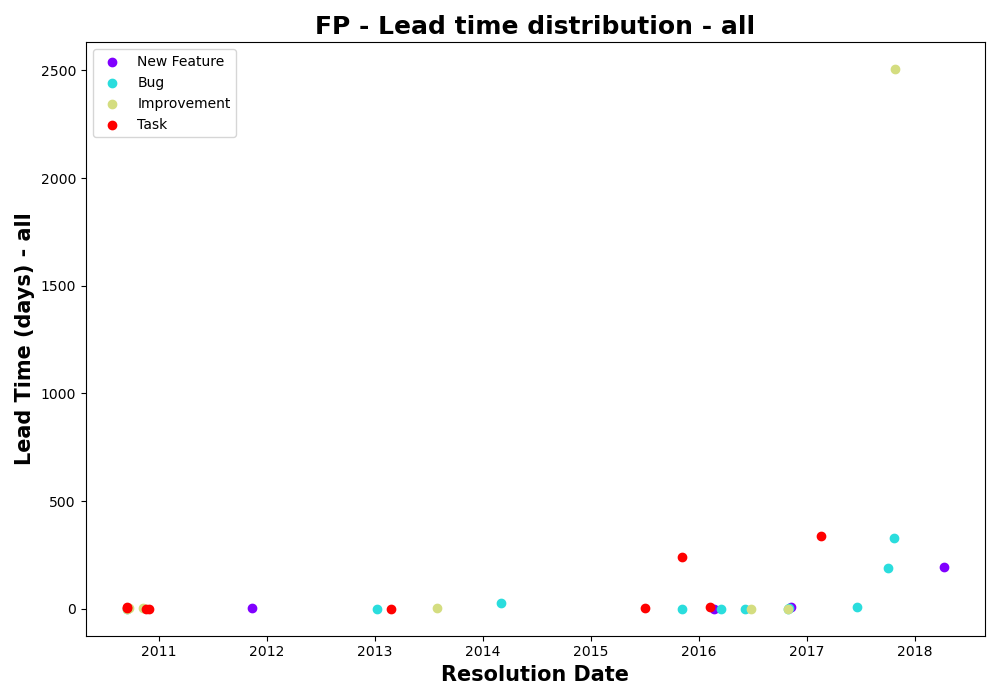 FP - Lead time distribution - all
New Feature
Bug
Improvement
Task
2500
2000
1500
1000
500
0
Lead Time (days) - all
2011 2012 2013 2014 2015 2016 2017 2018
Resolution Date